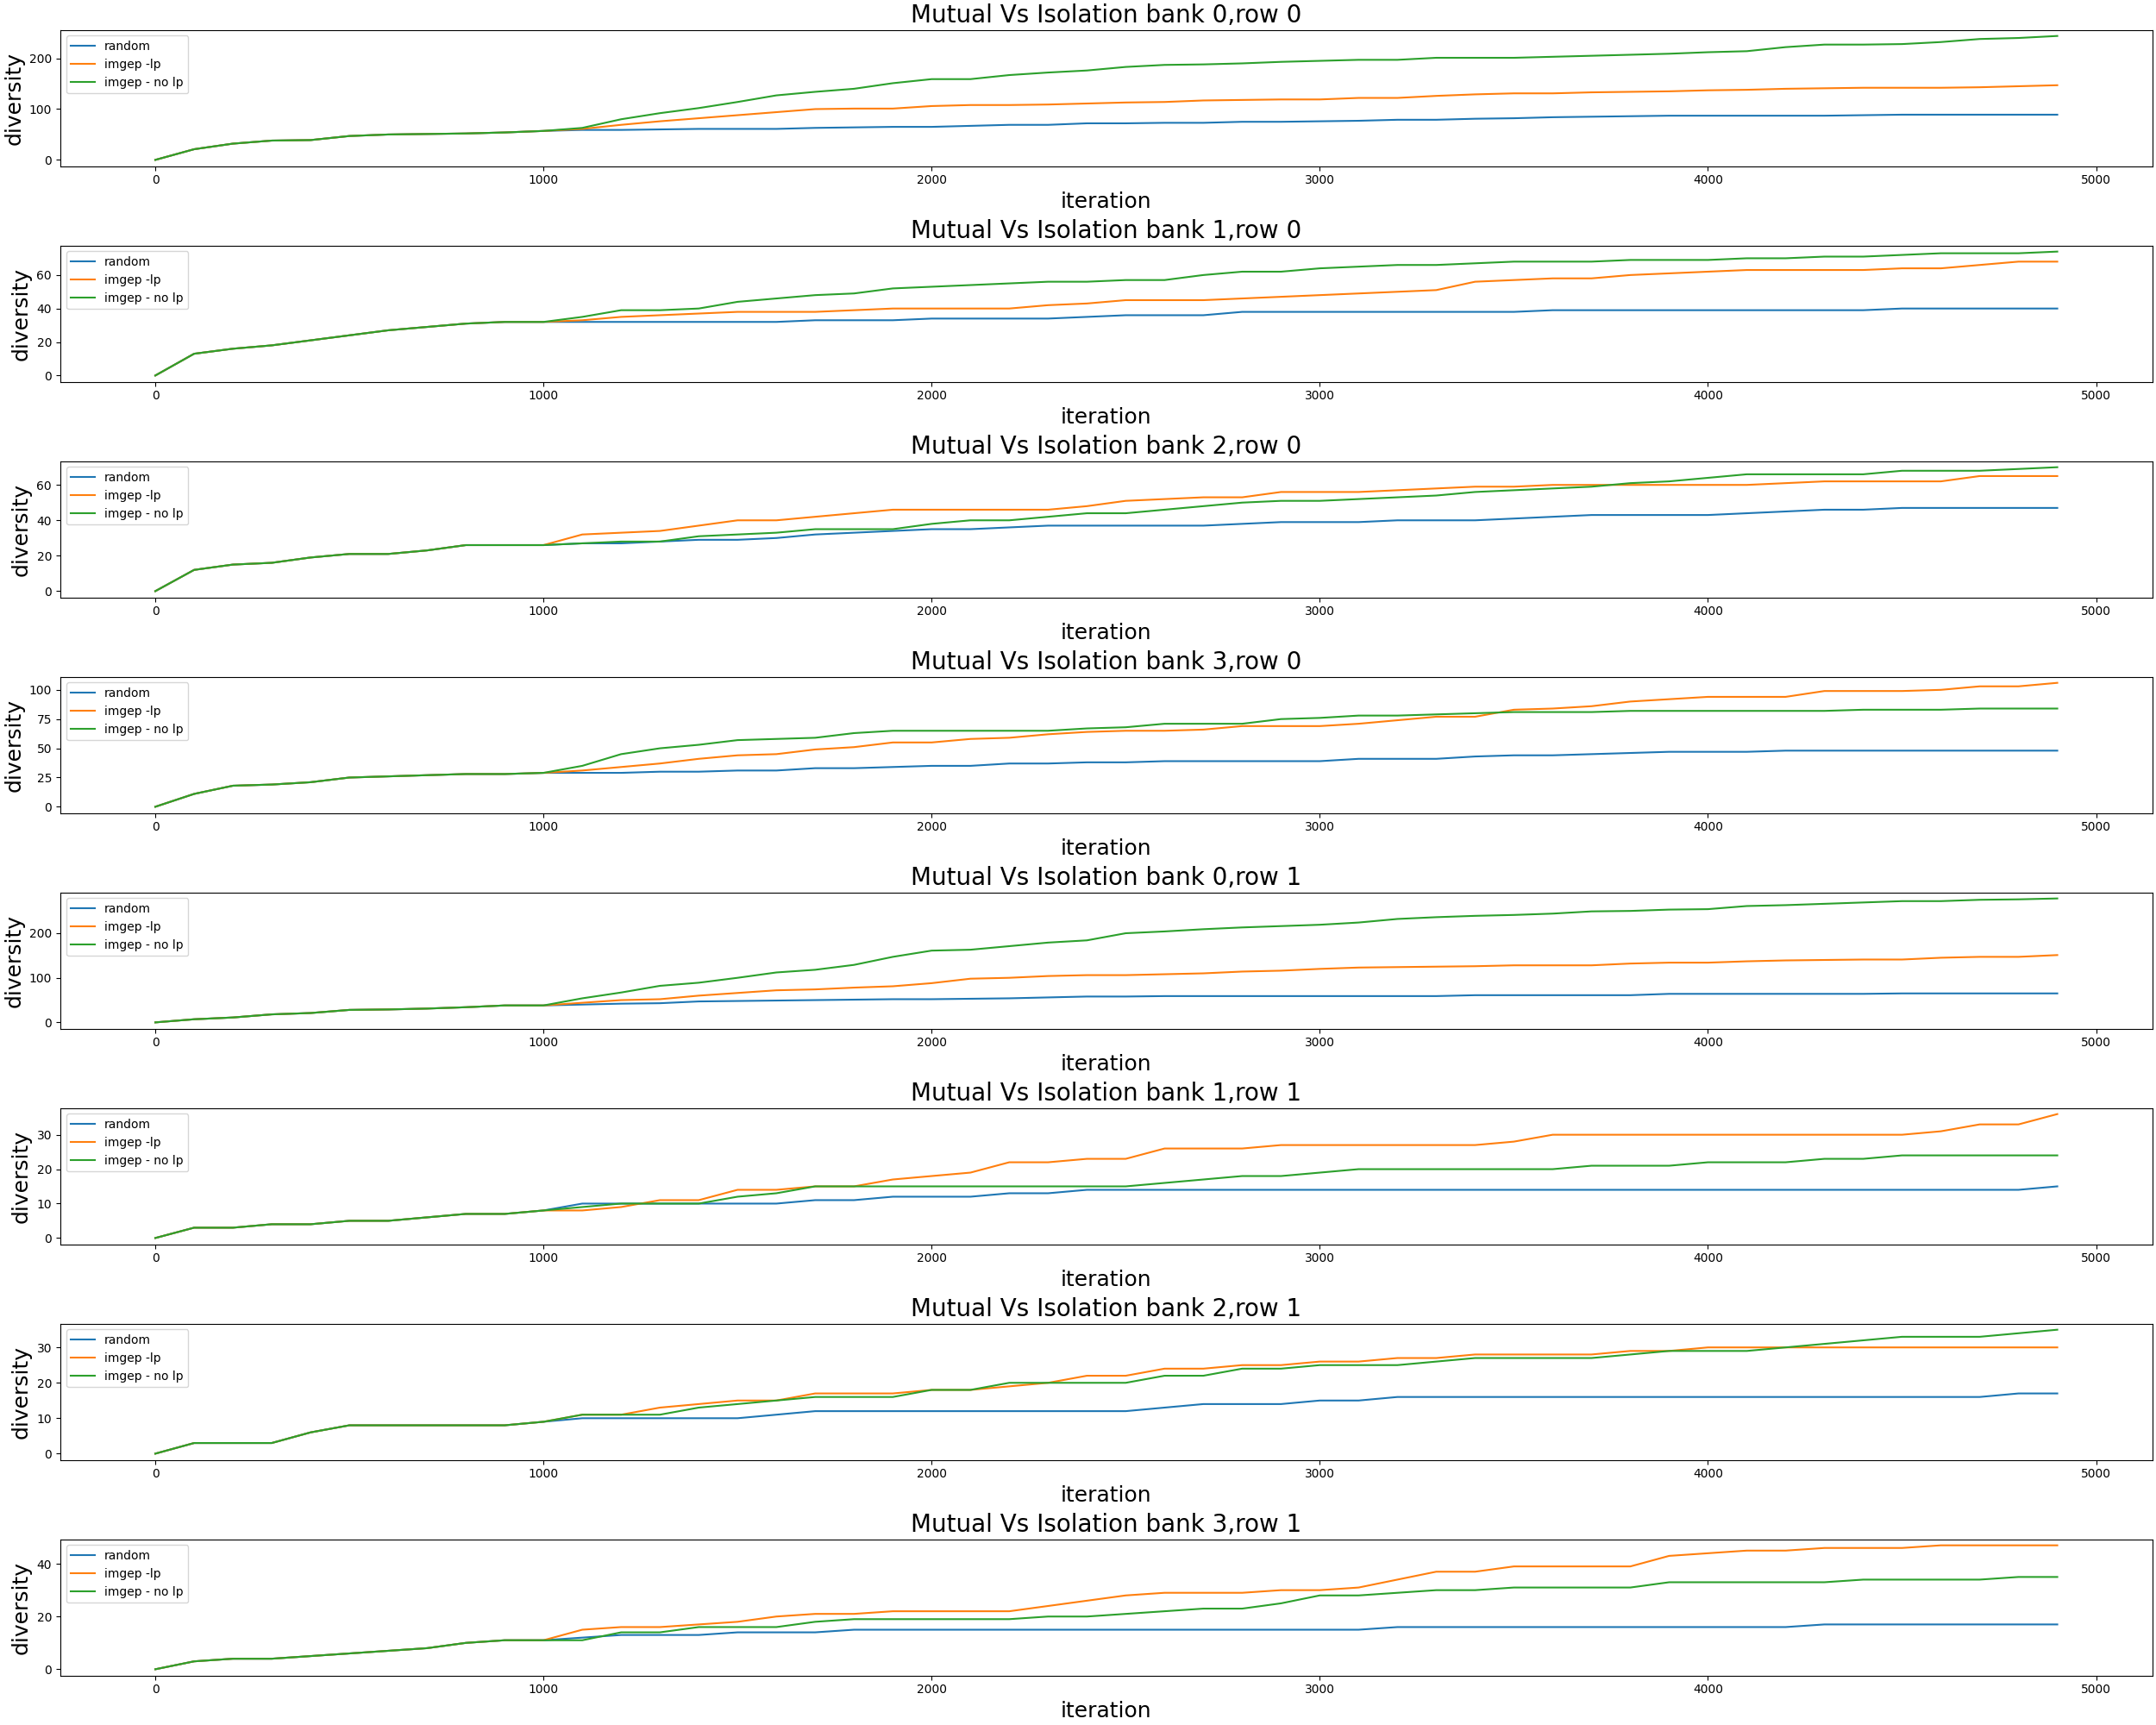 Mutual Vs Isolation bank 0,row 0
random
imgep -lp
imgep - no lp
diversity
200
100
0
0 1000 2000 3000 4000 5000
iteration
Mutual Vs Isolation bank 1,row 0
random
imgep -lp
imgep - no lp
diversity
60
40
20
0
0 1000 2000 3000 4000 5000
iteration
Mutual Vs Isolation bank 2,row 0
random
imgep -lp
imgep - no lp
diversity
60
40
20
0
0 1000 2000 3000 4000 5000
iteration
Mutual Vs Isolation bank 3,row 0
random
imgep -lp
imgep - no lp
diversity
100
75
50
25
0
0 1000 2000 3000 4000 5000
iteration
Mutual Vs Isolation bank 0,row 1
random
imgep -lp
imgep - no lp
diversity
200
100
0
0 1000 2000 3000 4000 5000
iteration
Mutual Vs Isolation bank 1,row 1
random
imgep -lp
imgep - no lp
diversity
30
20
10
0
0 1000 2000 3000 4000 5000
iteration
Mutual Vs Isolation bank 2,row 1
random
imgep -lp
imgep - no lp
diversity
30
20
10
0
0 1000 2000 3000 4000 5000
iteration
Mutual Vs Isolation bank 3,row 1
random
imgep -lp
imgep - no lp
diversity
40
20
0
0 1000 2000 3000 4000 5000
iteration